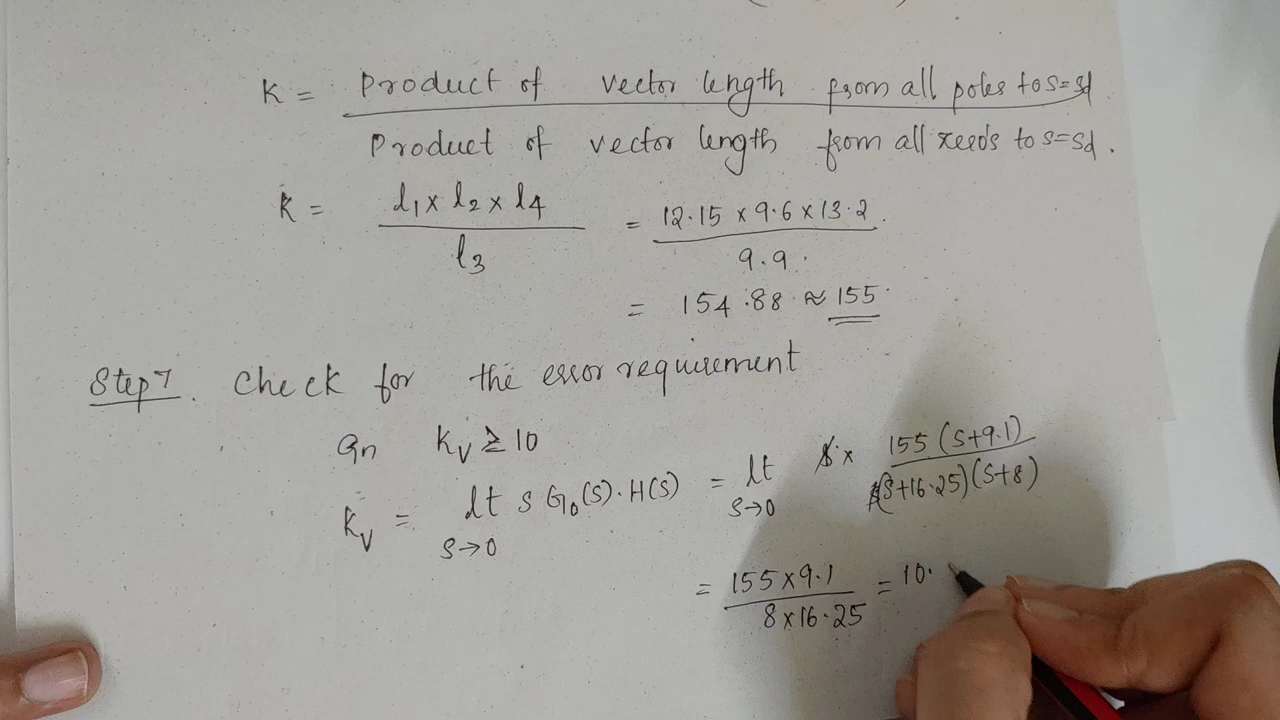 K = Product of vector length from all poles to s=sd
Product of vector length from all zeros to s=sd.
K = l1 x l2 x l4 / l3 = 12.15 x 9.6 x 13.2 / 9.9.
= 154.88 ≈ 155.
Step 7. Check for the error requirement
Gn Kv ≥ 10
Kv = lt s→0 s G0(s).H(s) = lt s→0 s x 155 (s+9.1) / s(s+16.25)(s+8)
= 155 x 9.1 / 8 x 16.25 = 10.